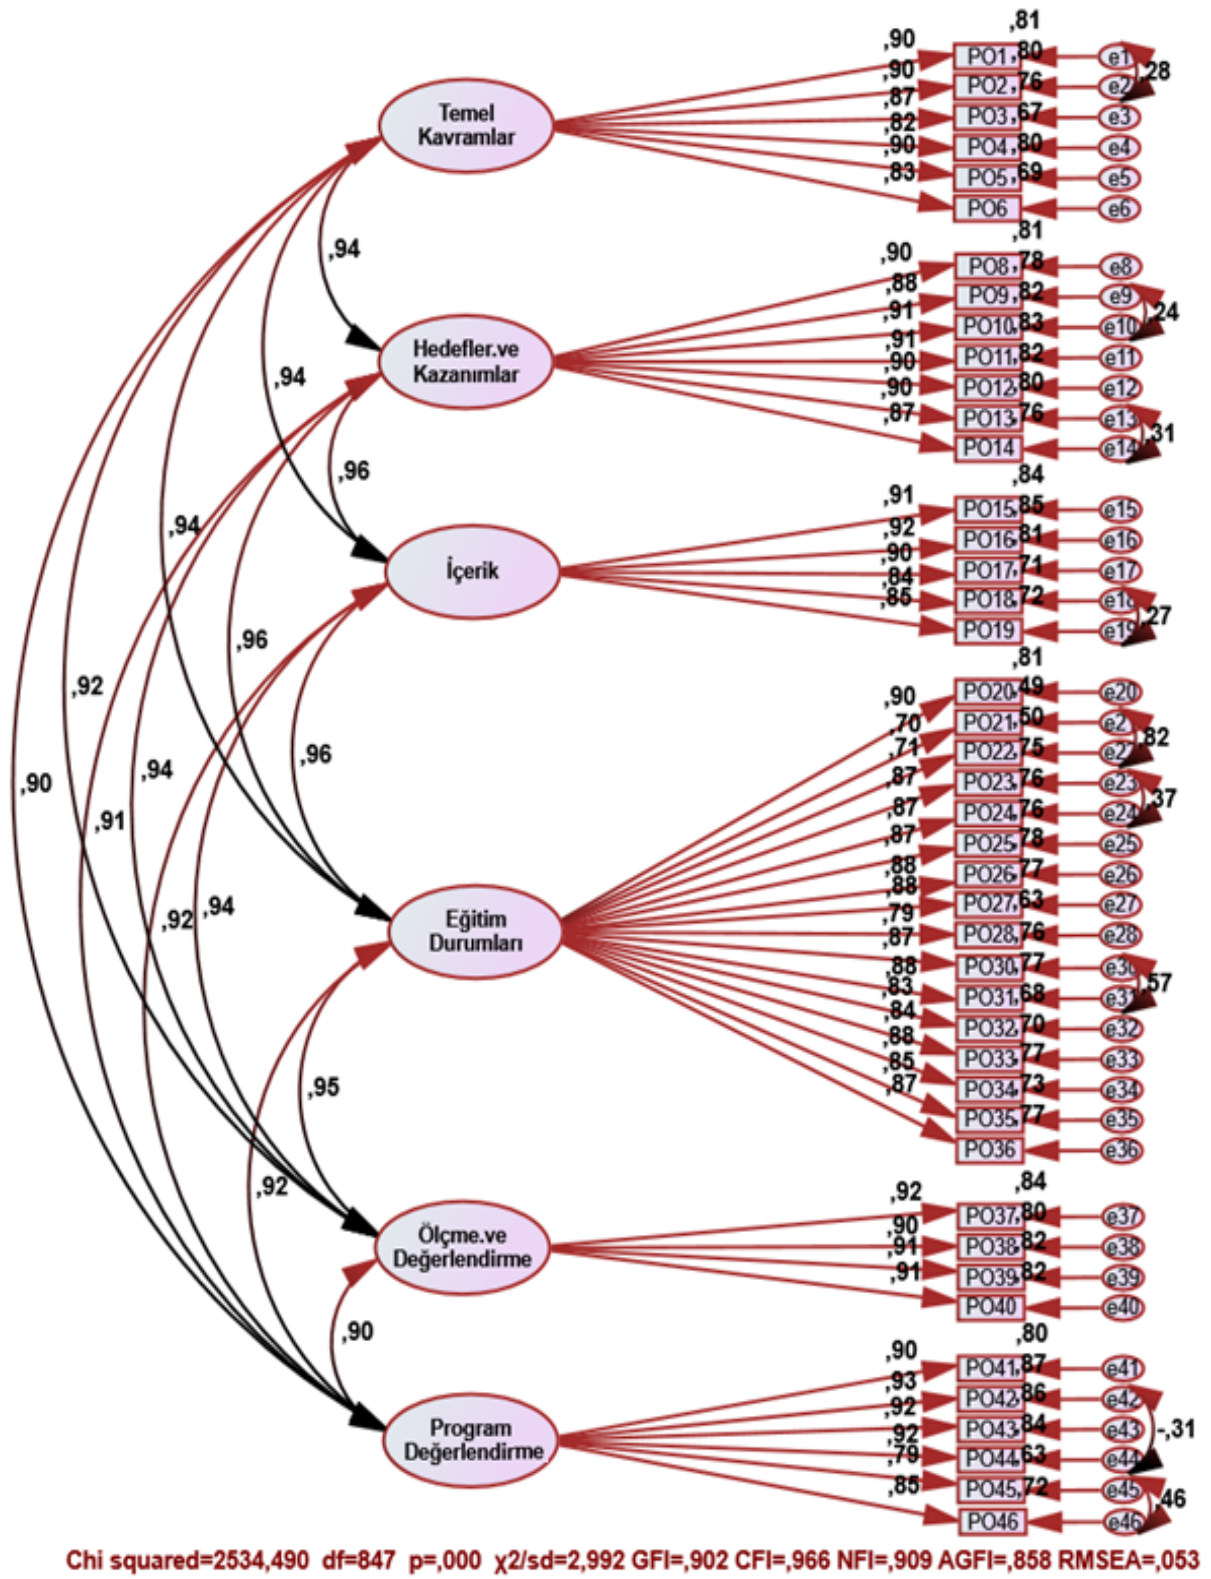 ,81
,90 PO1 ,80 e1
,90 PO2 ,76 e2 ,28
,87 PO3 ,67 e3
,82 PO4 ,80 e4
,90 PO5 ,69 e5
,83 PO6 e6
Temel
Kavramlar
,94
,81
,90 PO8 ,78 e8
,88 PO9 ,82 e9
,91 PO10 ,83 e10 ,24
,91 PO11 ,82 e11
,90 PO12 ,80 e12
,90 PO13 ,76 e13
,87 PO14 e14 ,31
Hedefler.ve
Kazanımlar
,94
,96
,84
,91 PO15 ,85 e15
,92 PO16 ,81 e16
,90 PO17 ,71 e17
,84 PO18 ,72 e18
,85 PO19 e19 ,27
İçerik
,94
,96
,92
,96
,90
,94
,91
,92
,94
,81
,90 PO20 ,49 e20
,70 PO21 ,50 e2
,71 PO22 ,75 e22 ,82
,87 PO23 ,76 e23
,87 PO24 ,76 e24 ,37
,87 PO25 ,78 e25
,88 PO26 ,77 e26
,88 PO27 ,63 e27
,79 PO28 ,76 e28
,87 PO30 ,77 e30
,88 PO31 ,68 e31 ,57
,83 PO32 ,70 e32
,84 PO33 ,77 e33
,88 PO34 ,73 e34
,85 PO35 ,77 e35
,87 PO36 e36
Eğitim
Durumları
,95
,92
,84
,92 PO37 ,80 e37
,90 PO38 ,82 e38
,91 PO39 ,82 e39
,91 PO40 e40
Ölçme.ve
Değerlendirme
,90
,80
,90 PO41 ,87 e41
,93 PO42 ,86 e42
,92 PO43 ,84 e43 -,31
,92 PO44 ,63 e44
,79 PO45 ,72 e45
,85 PO46 e46 ,46
Program
Değerlendirme
Chi squared=2534,490 df=847 p=,000 χ2/sd=2,992 GFI=,902 CFI=,966 NFI=,909 AGFI=,858 RMSEA=,053